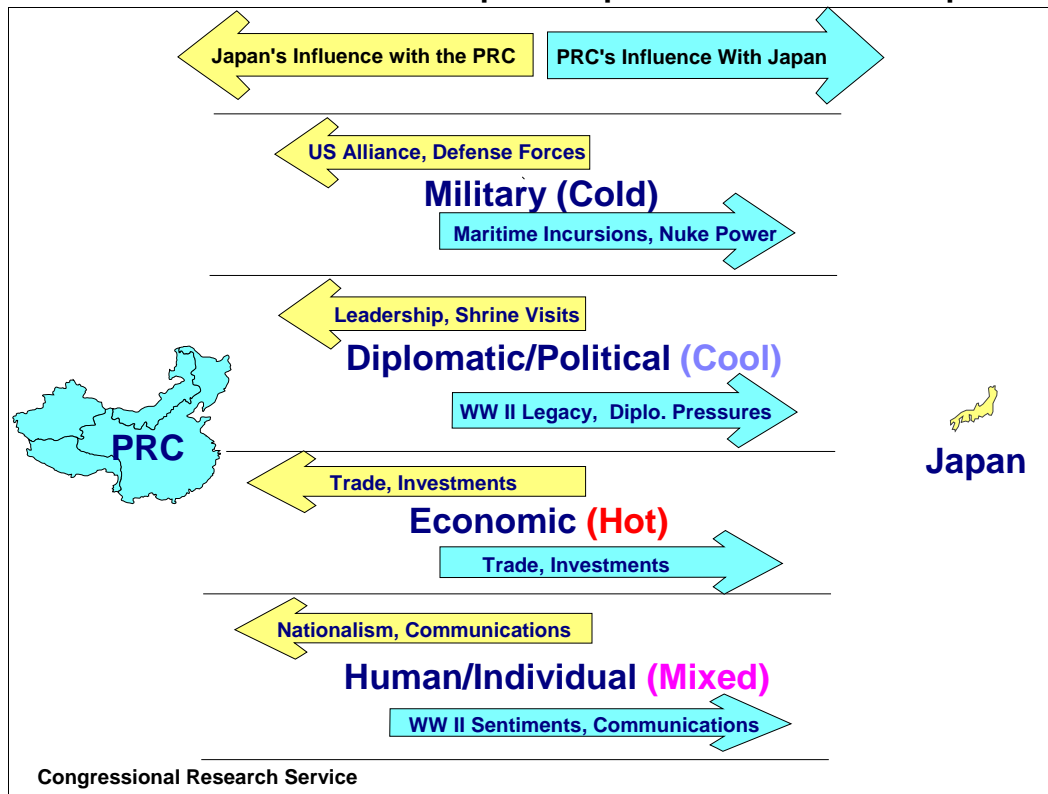 Japan's Influence with the PRC
PRC's Influence With Japan
US Alliance, Defense Forces
Military (Cold)
Maritime Incursions, Nuke Power
Leadership, Shrine Visits
Diplomatic/Political (Cool)
WW II Legacy, Diplo. Pressures
PRC
Japan
Trade, Investments
Economic (Hot)
Trade, Investments
Nationalism, Communications
Human/Individual (Mixed)
WW II Sentiments, Communications
Congressional Research Service